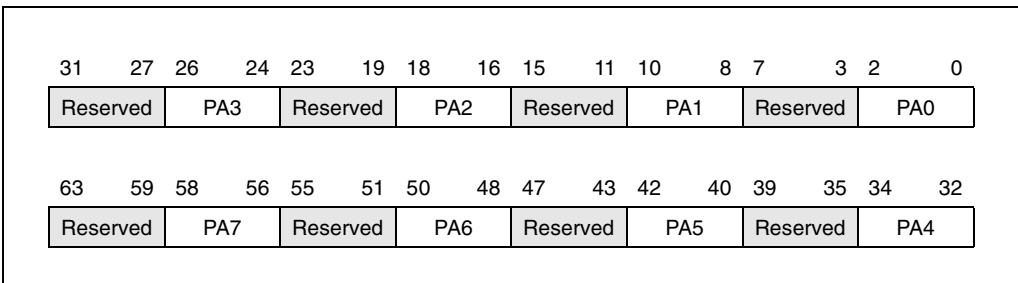 31 27 26 24 23 19 18 16 15 11 10 8 7 3 2 0
Reserved PA3 Reserved PA2 Reserved PA1 Reserved PA0
63 59 58 56 55 51 50 48 47 43 42 40 39 35 34 32
Reserved PA7 Reserved PA6 Reserved PA5 Reserved PA4